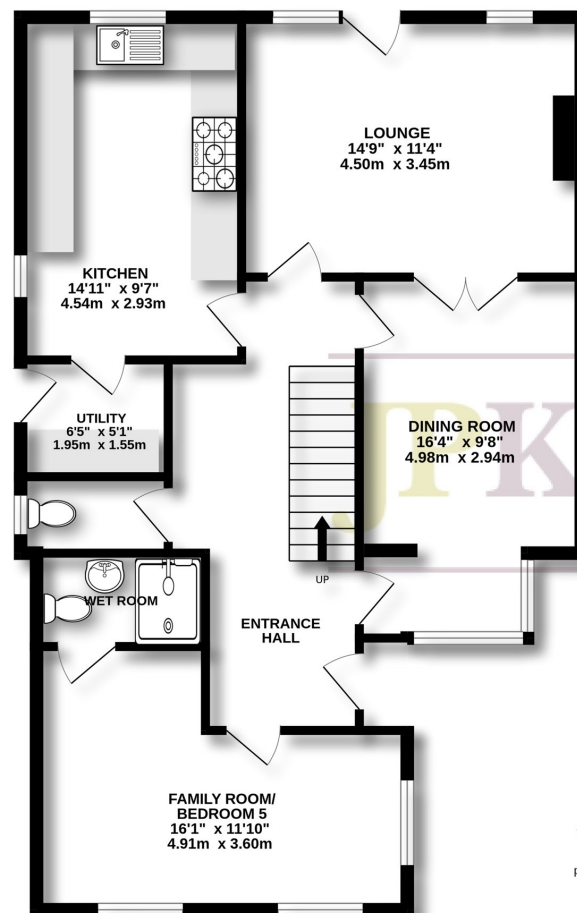 LOUNGE
14'9" x 11'4"
4.50m x 3.45m
KITCHEN
14'11" x 9'7"
4.54m x 2.93m
UTILITY
6'5" x 5'1"
1.95m x 1.55m
DINING ROOM
16'4" x 9'8"
4.98m x 2.94m
JPK
UP
WET ROOM
ENTRANCE
HALL
FAMILY ROOM/
BEDROOM 5
16'1" x 11'10"
4.91m x 3.60m